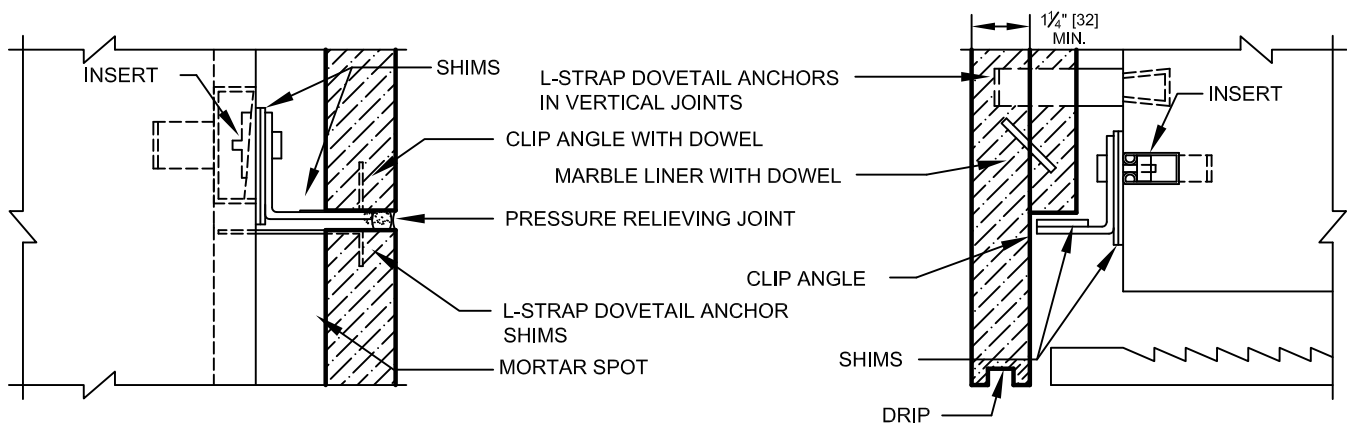 INSERT
SHIMS
CLIP ANGLE WITH DOWEL
PRESSURE RELIEVING JOINT
L-STRAP DOVETAIL ANCHOR
SHIMS
MORTAR SPOT
1¼" [32]
MIN.
L-STRAP DOVETAIL ANCHORS
IN VERTICAL JOINTS
INSERT
MARBLE LINER WITH DOWEL
CLIP ANGLE
SHIMS
DRIP